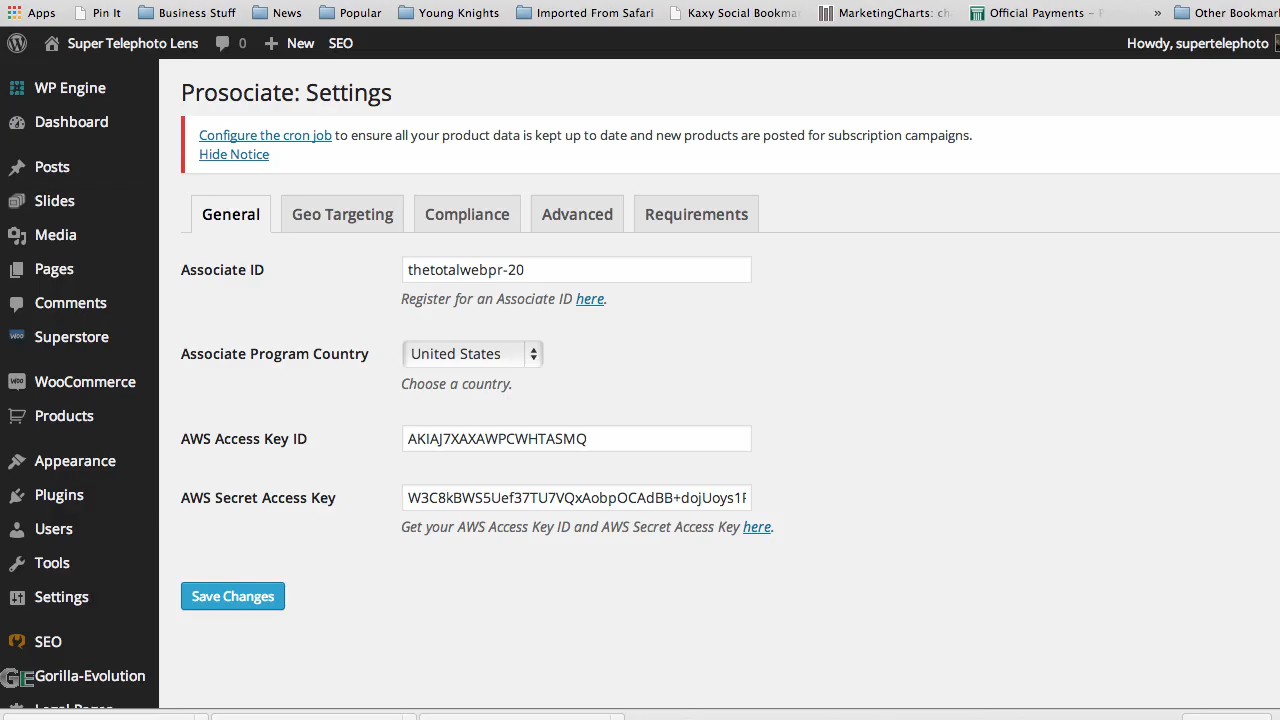 Apps Pin It Business Stuff News Popular Young Knights Imported From Safari Kaxy Social Bookma MarketingCharts: ch Official Payments – » Other Bookmar
Super Telephoto Lens 0 New SEO Howdy, supertelephoto
WP Engine
Dashboard
Posts
Slides
Media
Pages
Comments
Superstore
WooCommerce
Products
Appearance
Plugins
Users
Tools
Settings
SEO
Gorilla-Evolution
Prosociate: Settings
Configure the cron job to ensure all your product data is kept up to date and new products are posted for subscription campaigns.
Hide Notice
General Geo Targeting Compliance Advanced Requirements
Associate ID thetotalwebpr-20
Register for an Associate ID here.
Associate Program Country United States
Choose a country.
AWS Access Key ID AKIAJ7XAXAWPCWHTASMQ
AWS Secret Access Key W3C8kBWS5Uef37TU7VQxAobpOCAdBB+dojUoys1
Get your AWS Access Key ID and AWS Secret Access Key here.
Save Changes